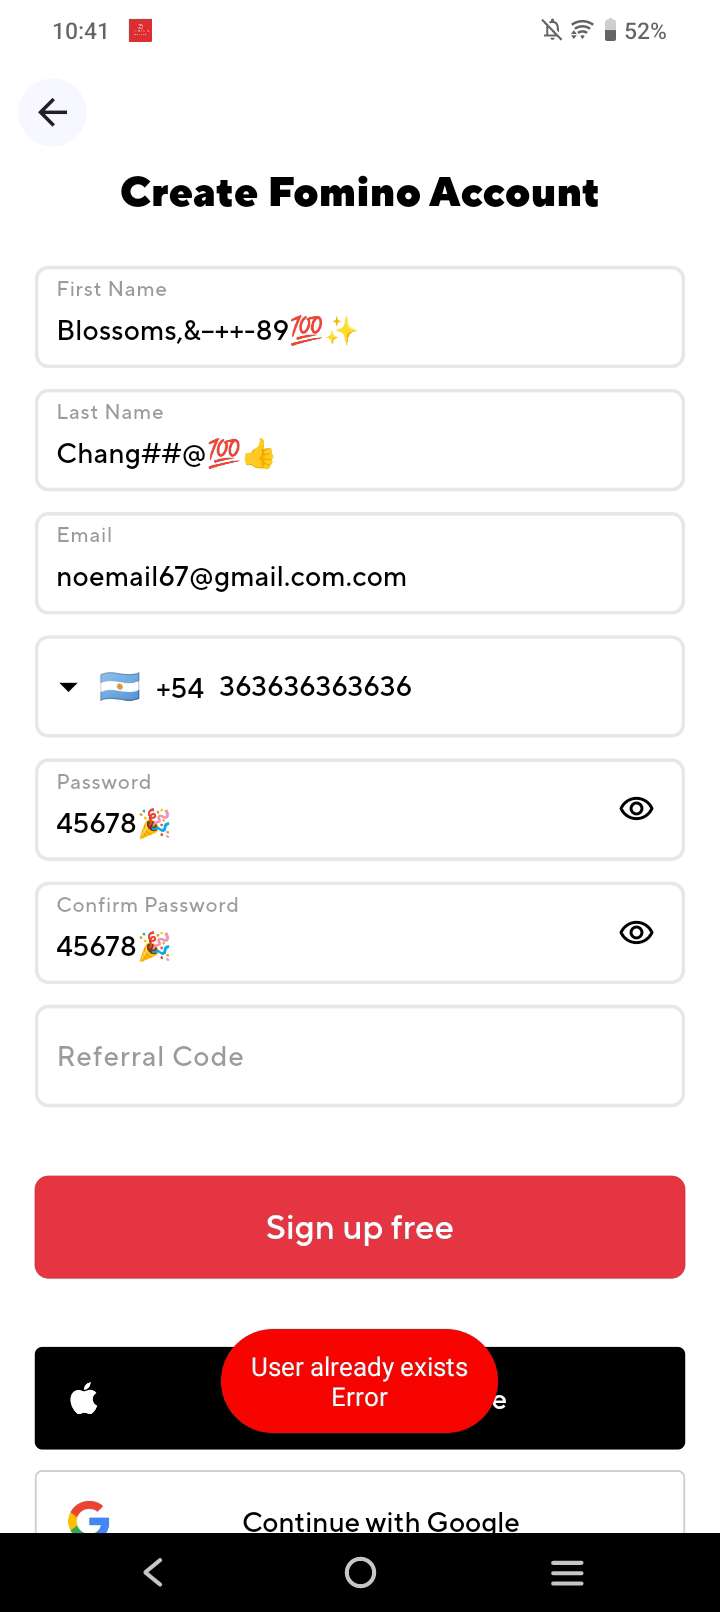 10:41 52%
Create Fomino Account
First Name
Blossoms,&–++-89💯✨
Last Name
Chang##@💯👍
Email
noemail67@gmail.com.com
+54 363636363636
Password
45678🎉
Confirm Password
45678🎉
Referral Code
Sign up free
User already exists
Error
e
Continue with Google